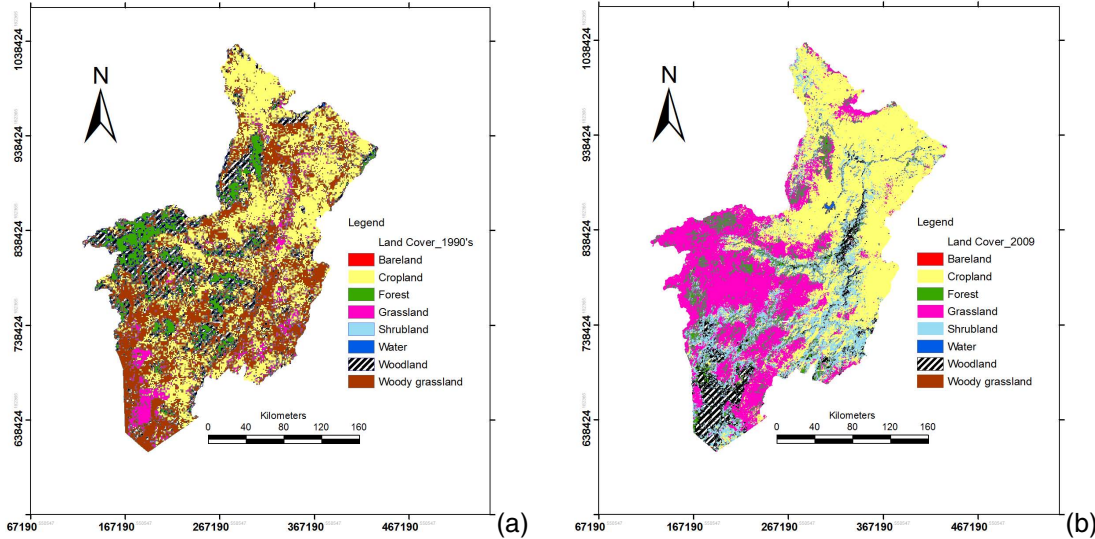 N
1038424
938424
838424
738424
638424
Legend
Land Cover_1990's
Bareland
Cropland
Forest
Grassland
Shrubland
Water
Woodland
Woody grassland
Kilometers
0 40 80 120 160
67190 167190 267190 367190 467190
(a)
N
1038424
938424
838424
738424
638424
Legend
Land Cover_2009
Bareland
Cropland
Forest
Grassland
Shrubland
Water
Woodland
Woody grassland
Kilometers
0 40 80 120 160
67190 167190 267190 367190 467190
(b)